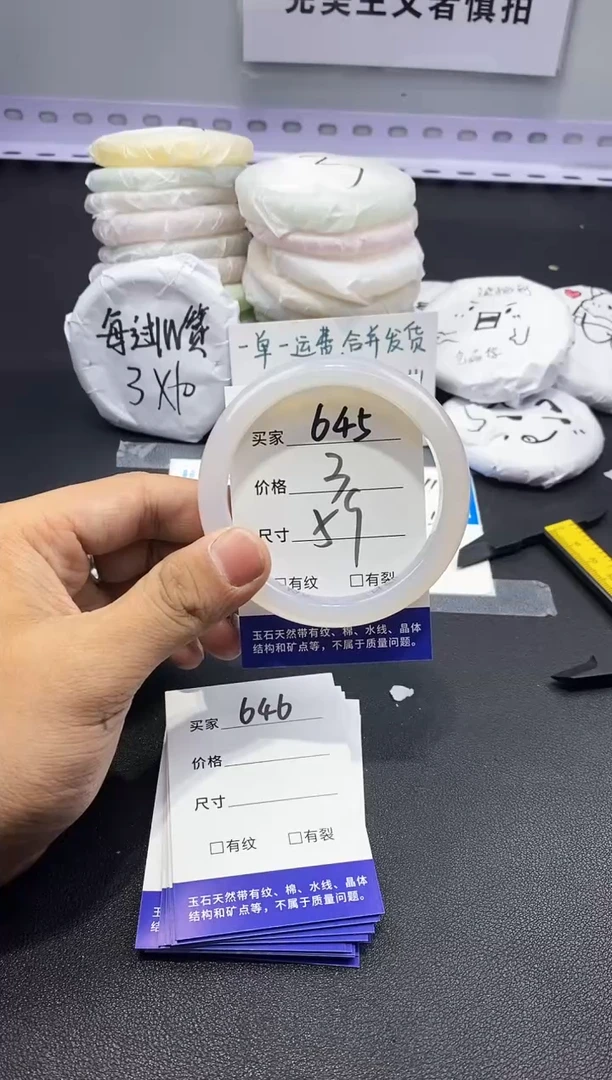 完美主义者慎拍
每过W货
3X10
一单一运费.合并发货
买家 645
价格 3
尺寸 59
□有纹 □有裂
玉石天然带有纹、棉、水线、晶体
结构和矿点等，不属于质量问题。
买家 646
价格
尺寸
□有纹 □有裂
玉石天然带有纹、棉、水线、晶体
结构和矿点等，不属于质量问题。